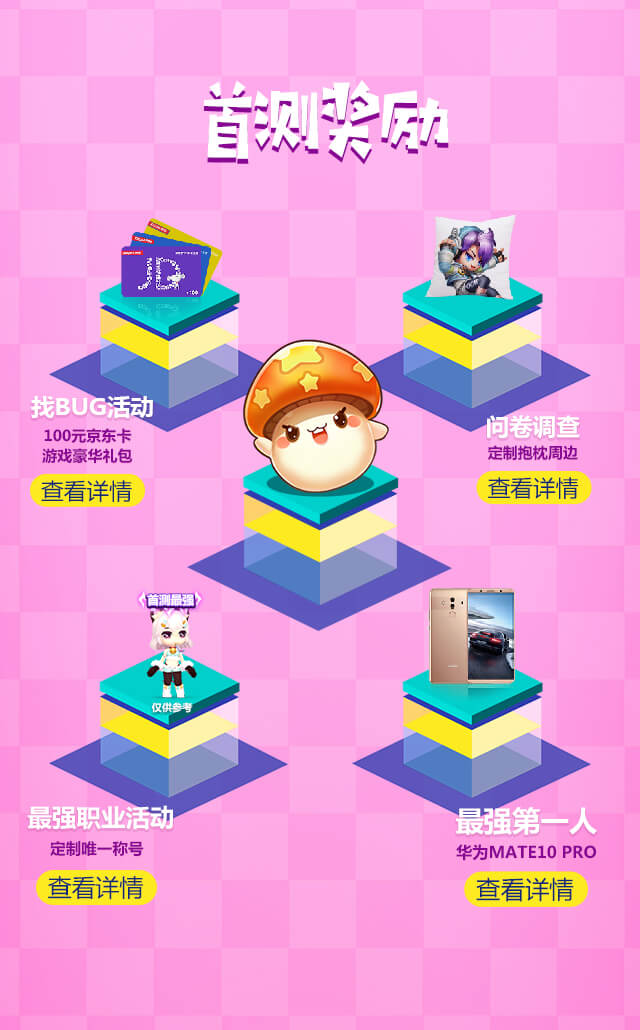 首测奖励
找BUG活动
100元京东卡
游戏豪华礼包
查看详情
问卷调查
定制抱枕周边
查看详情
首测最强
仅供参考
最强职业活动
定制唯一称号
查看详情
最强第一人
华为MATE10 PRO
查看详情